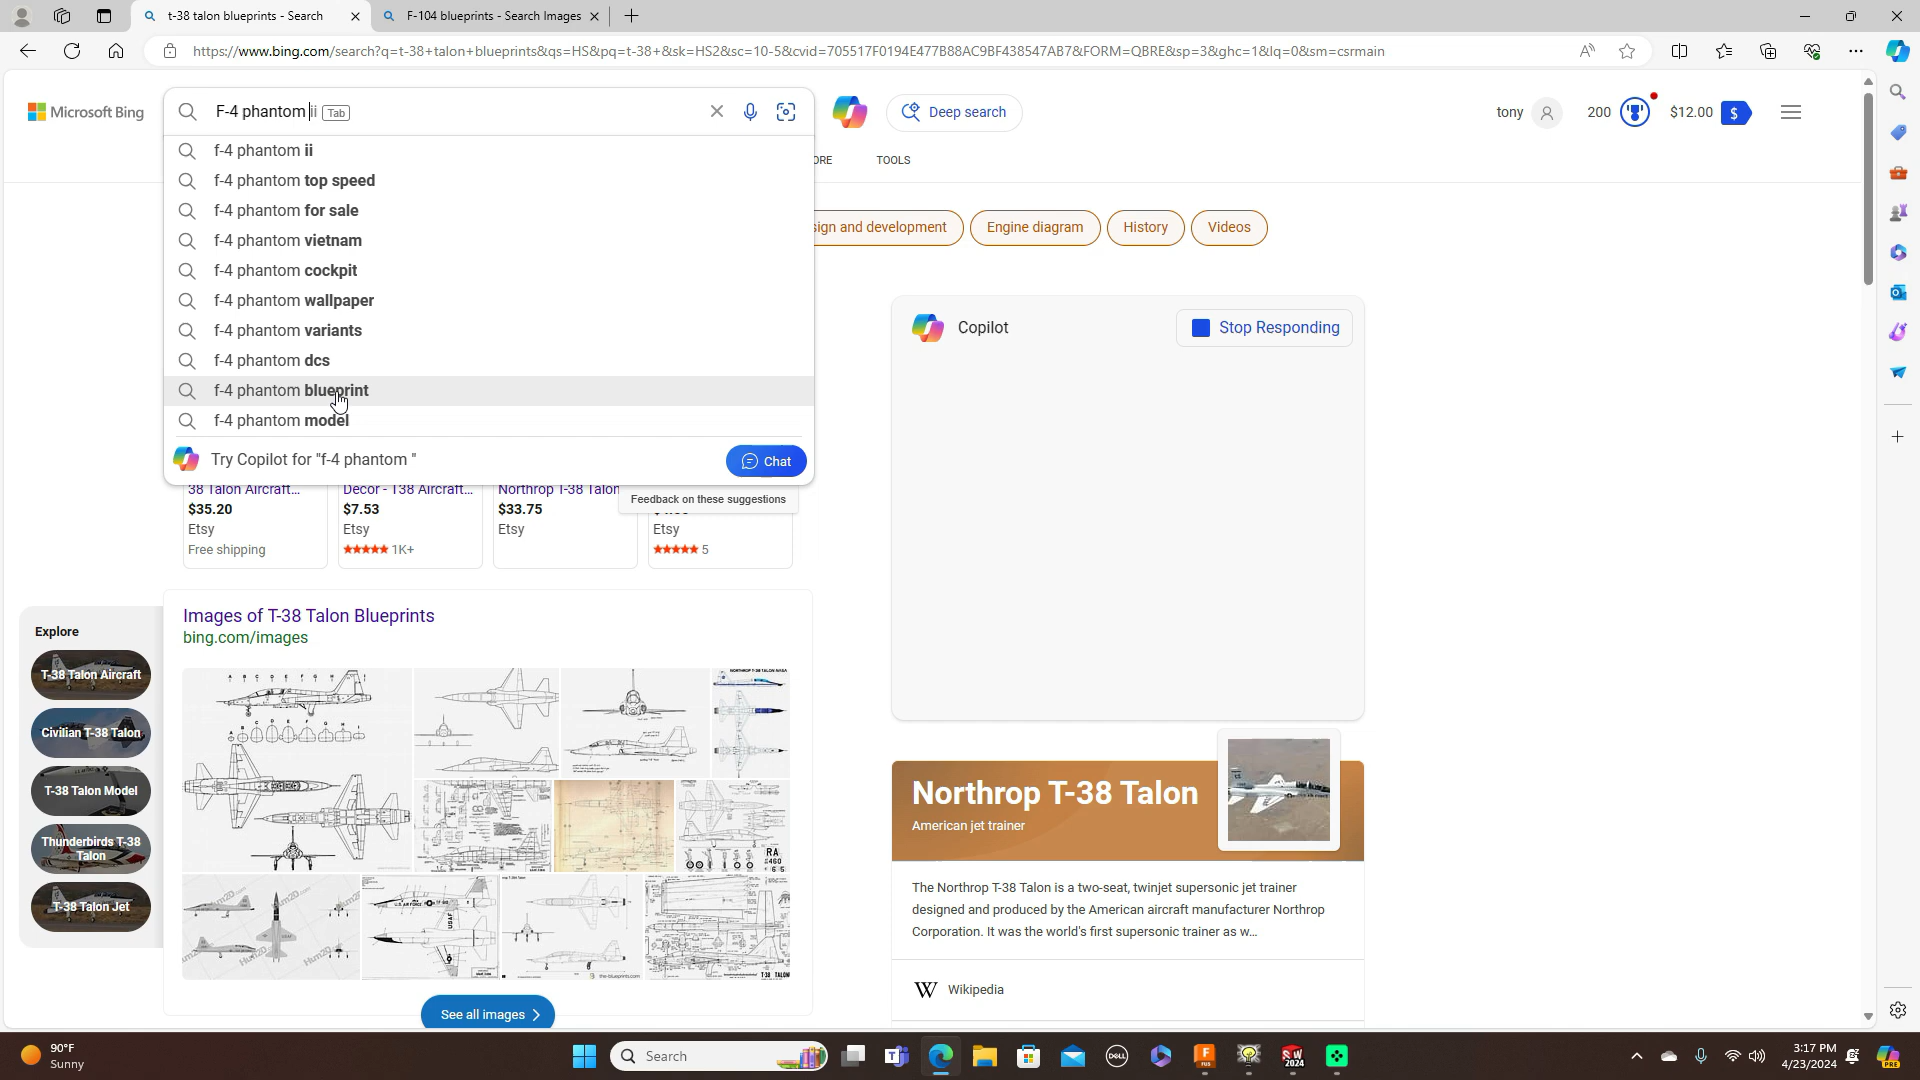 t-38 talon blueprints - Search
F-104 blueprints - Search Images
https://www.bing.com/search?q=t-38+talon+blueprints&qs=HS&pq=t-38+&sk=HS2&sc=10-5&cvid=705517F0194E477B88AC9BF438547AB7&FORM=QBRE&sp=3&ghc=1&lq=0&sm=csrmain
Microsoft Bing
F-4 phantom ii Tab
Deep search
tony
200
$12.00
$
f-4 phantom ii
f-4 phantom top speed
f-4 phantom for sale
f-4 phantom vietnam
f-4 phantom cockpit
f-4 phantom wallpaper
f-4 phantom variants
f-4 phantom dcs
f-4 phantom blueprint
f-4 phantom model
Try Copilot for "f-4 phantom "
Chat
Feedback on these suggestions
ORE
TOOLS
sign and development
Engine diagram
History
Videos
Copilot
Stop Responding
38 Talon Aircraft...
$35.20
Etsy
Free shipping
Decor - T38 Aircraft...
$7.53
Etsy
1K+
Northrop T-38 Talon
$33.75
Etsy
Etsy
5
Images of T-38 Talon Blueprints
bing.com/images
Explore
T-38 Talon Aircraft
Civilian T-38 Talon
T-38 Talon Model
Thunderbirds T-38
Talon
T-38 Talon Jet
NORTHROP T-38 TALON NASA
See all images
Northrop T-38 Talon
American jet trainer
The Northrop T-38 Talon is a two-seat, twinjet supersonic jet trainer
designed and produced by the American aircraft manufacturer Northrop
Corporation. It was the world's first supersonic trainer as w...
W Wikipedia
90°F
Sunny
Search
DELL
3:17 PM
4/23/2024